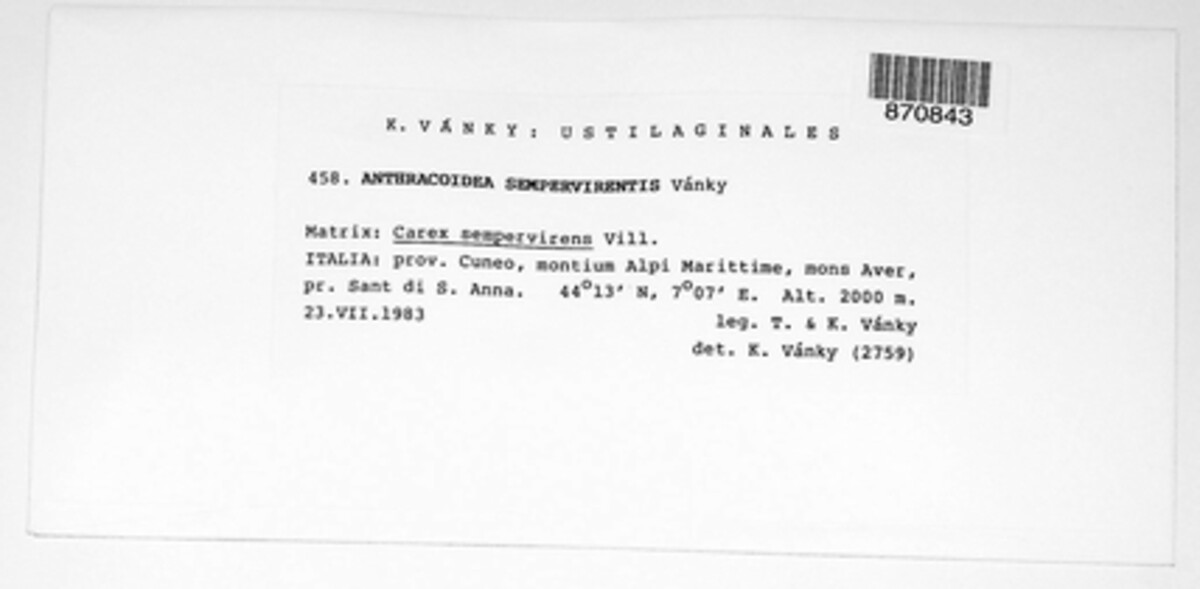 870843
K. VÁNKY: USTILAGINALES
458. ANTHRACOIDEA SEMPERVIRENTIS Vánky
Matrix: Carex sempervirens Vill.
ITALIA: prov. Cuneo, montium Alpi Marittime, mons Aver,
pr. Sant di S. Anna. 44°13′ N, 7°07′ E. Alt. 2000 m.
23.VII.1983 leg. T. & K. Vánky
det. K. Vánky (2759)